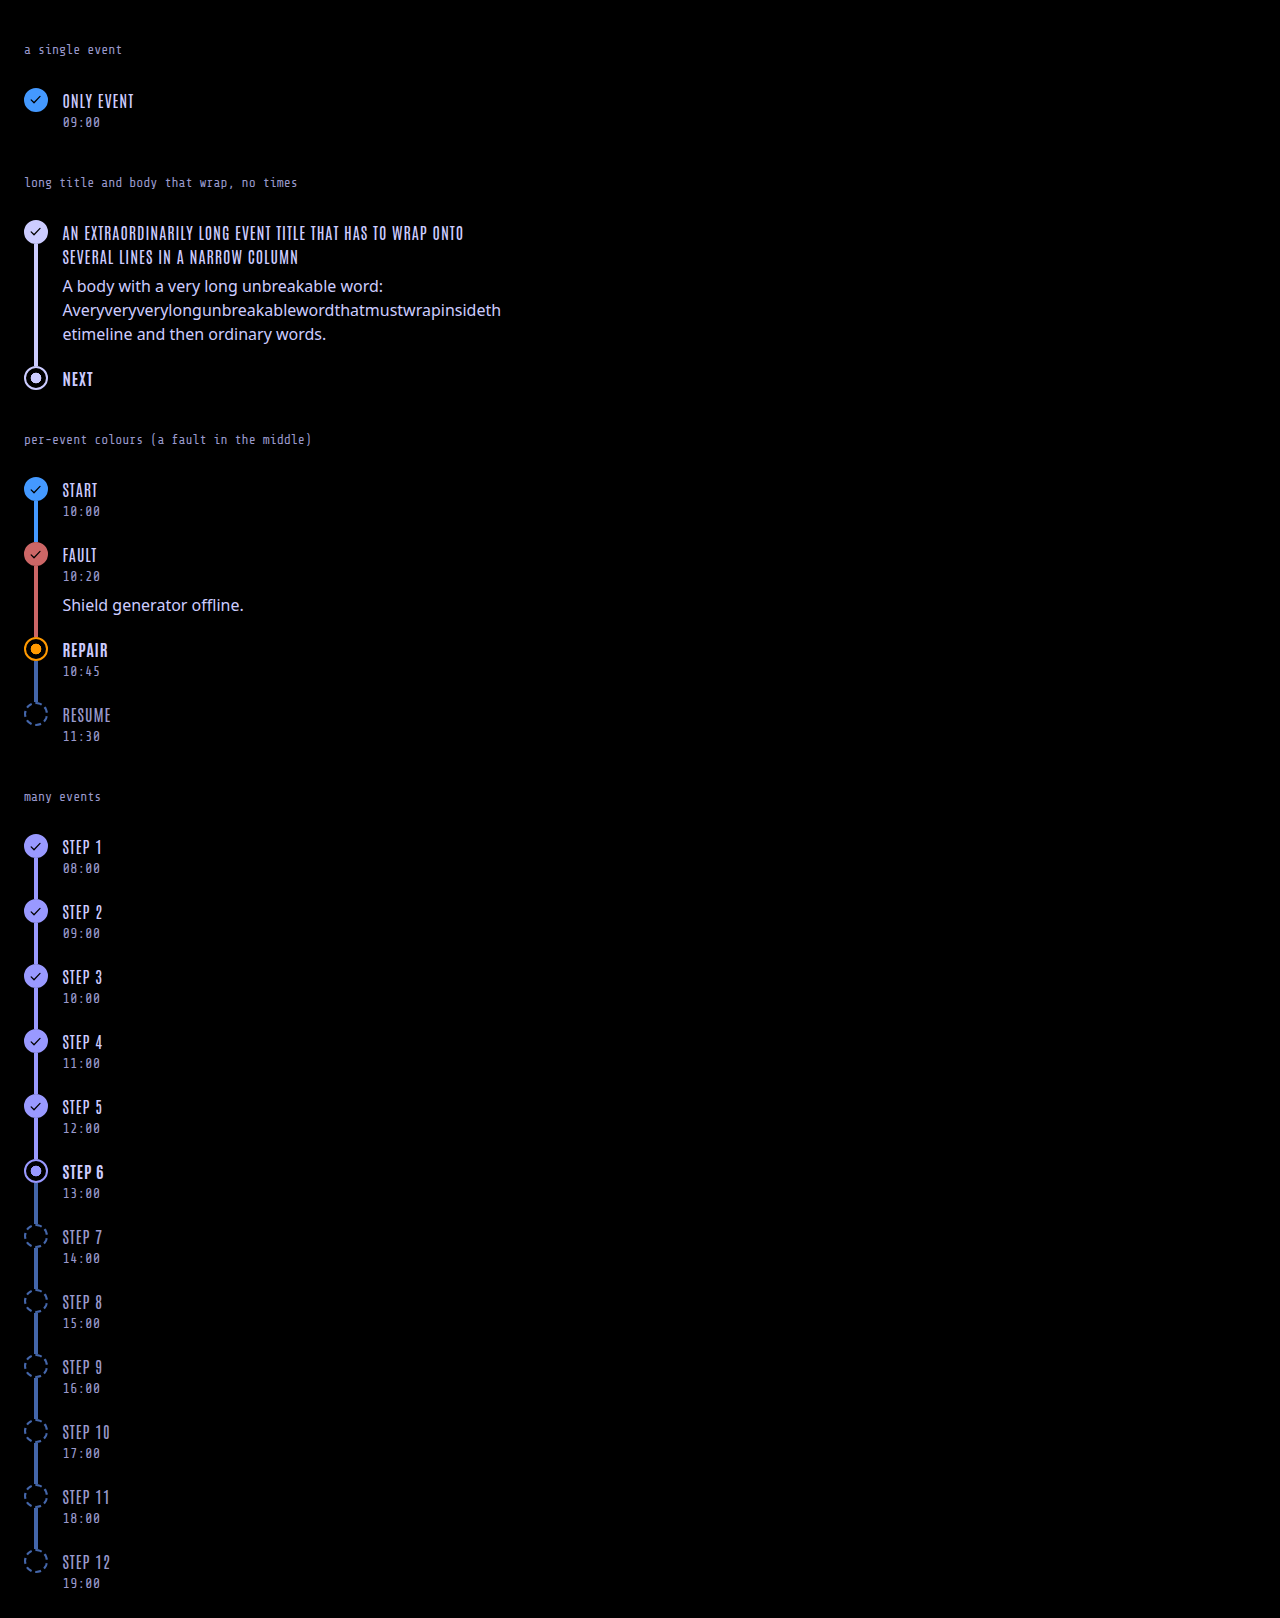 a single event
ONLY EVENT
09:00
long title and body that wrap, no times
AN EXTRAORDINARILY LONG EVENT TITLE THAT HAS TO WRAP ONTO
SEVERAL LINES IN A NARROW COLUMN
A body with a very long unbreakable word:
Averyveryverylongunbreakablewordthatmustwrapinsideth
etimeline and then ordinary words.
NEXT
per-event colours (a fault in the middle)
START
10:00
FAULT
10:20
Shield generator offline.
REPAIR
10:45
RESUME
11:30
many events
STEP 1
08:00
STEP 2
09:00
STEP 3
10:00
STEP 4
11:00
STEP 5
12:00
STEP 6
13:00
STEP 7
14:00
STEP 8
15:00
STEP 9
16:00
STEP 10
17:00
STEP 11
18:00
STEP 12
19:00